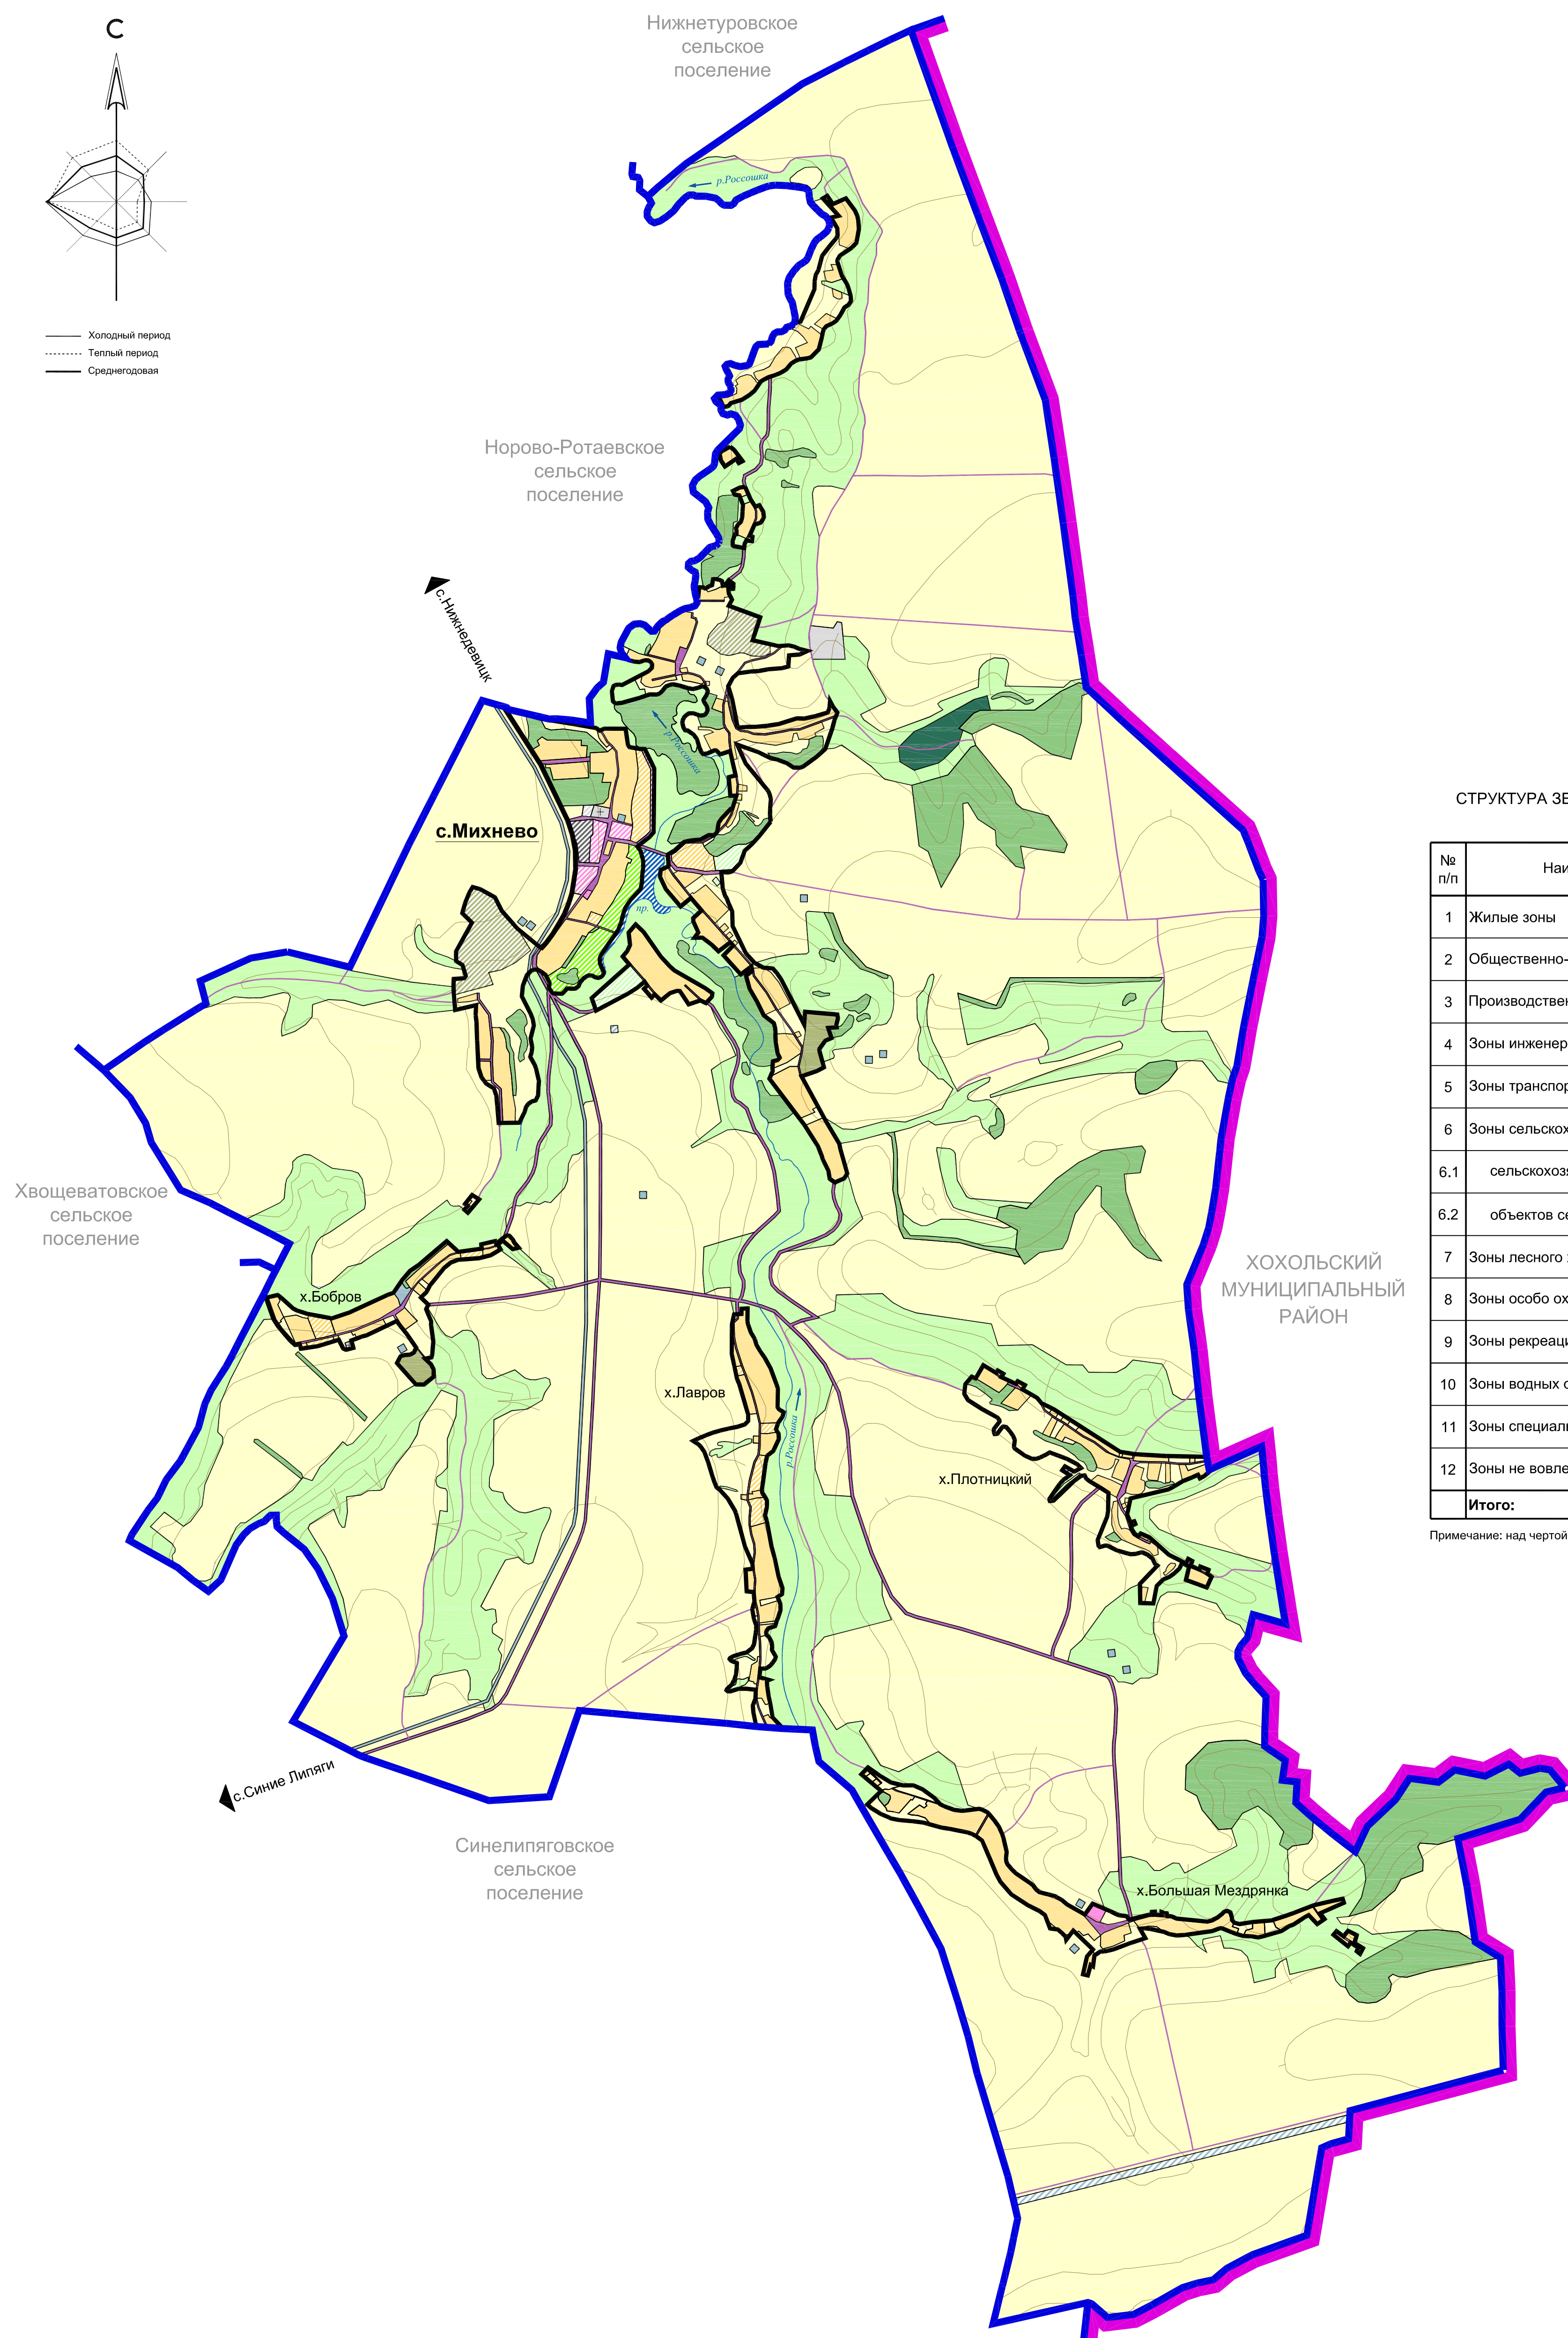 С
Нижнетуровское
сельское
поселение
р.Россошка
Холодный период
Теплый период
Среднегодовая
Норово-Ротаевское
сельское
поселение
с.Нижнедевицк
р.Россошка
с.Михнево
пр.
СТРУКТУРА ЗЕ
№
п/п
Наи
1 Жилые зоны
2 Общественно-
3 Производствен
4 Зоны инженер
5 Зоны транспор
6 Зоны сельскох
6.1 сельскохозя
6.2 объектов се
7 Зоны лесного
8 Зоны особо ох
9 Зоны рекреаци
10 Зоны водных о
11 Зоны специаль
12 Зоны не вовле
Итого:
Примечание: над чертой
Хвощеватовское
сельское
поселение
ХОХОЛЬСКИЙ
МУНИЦИПАЛЬНЫЙ
РАЙОН
х.Бобров
х.Лавров
р.Россошка
х.Плотницкий
с.Синие Липяги
Синелипяговское
сельское
поселение
х.Большая Мездрянка